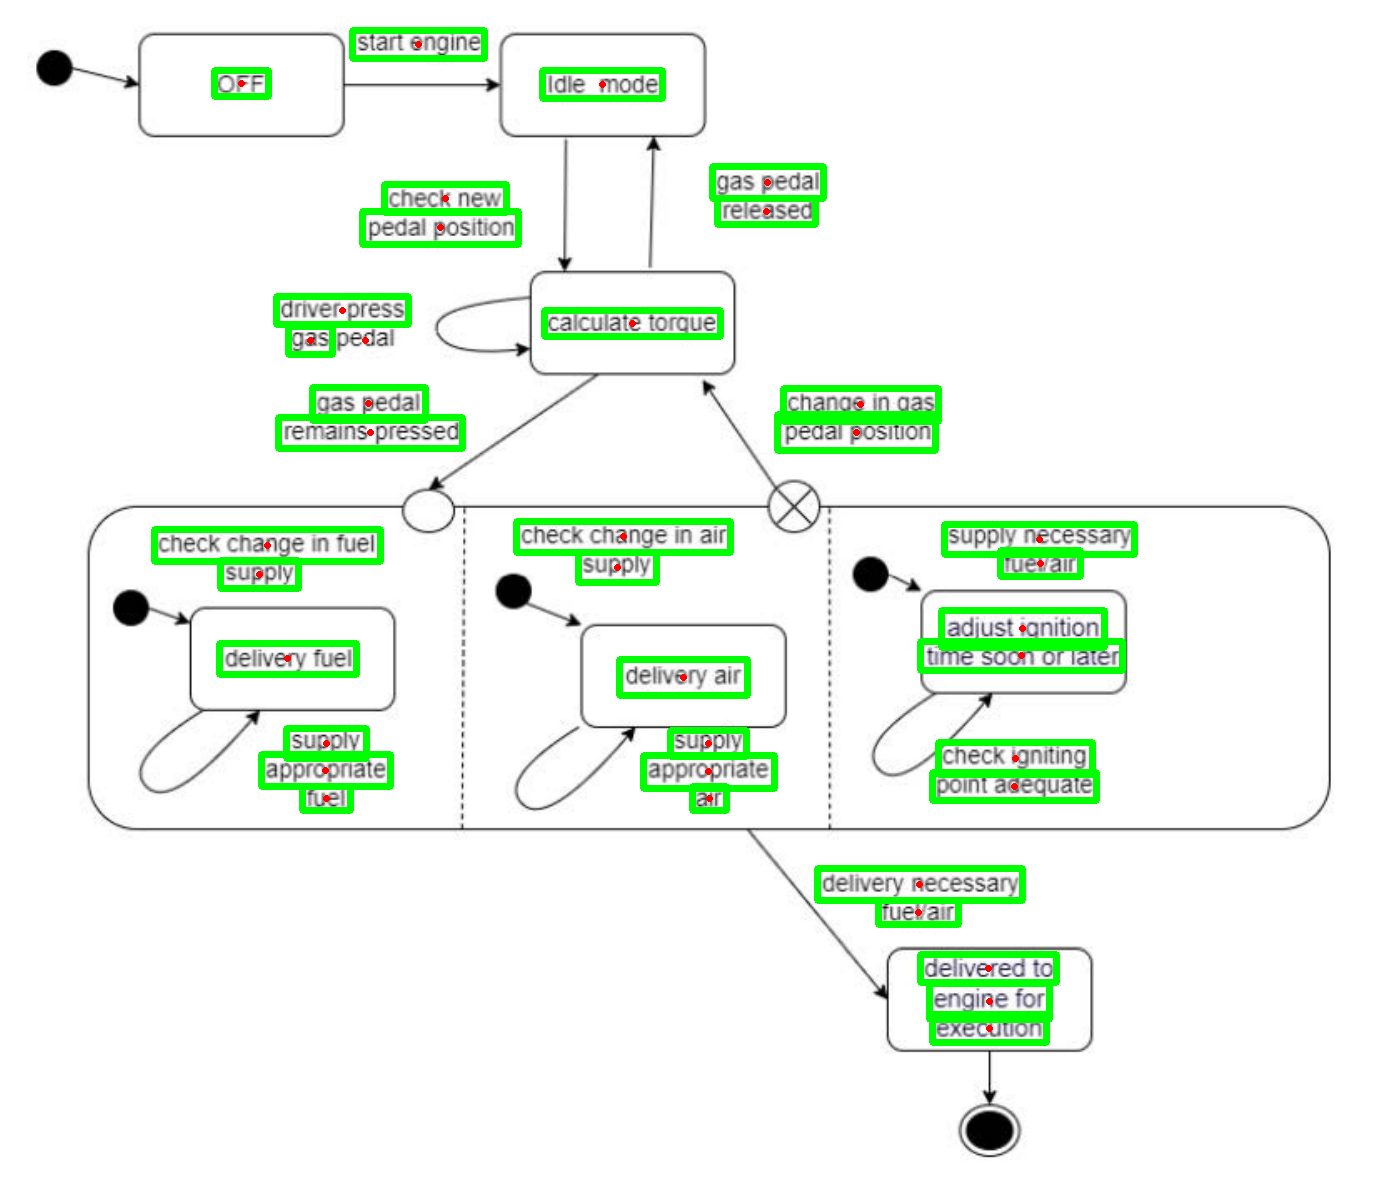 start engine
OFF
Idle mode
check new
pedal position
gas pedal
released
driver press
gas pedal
calculate torque
gas pedal
remains pressed
change in gas
pedal position
check change in fuel
supply
check change in air
supply
supply necessary
fuel/air
delivery fuel
delivery air
adjust ignition
time soon or later
supply
appropriate
fuel
supply
appropriate
air
check igniting
point adequate
delivery necessary
fuel/air
delivered to
engine for
execution